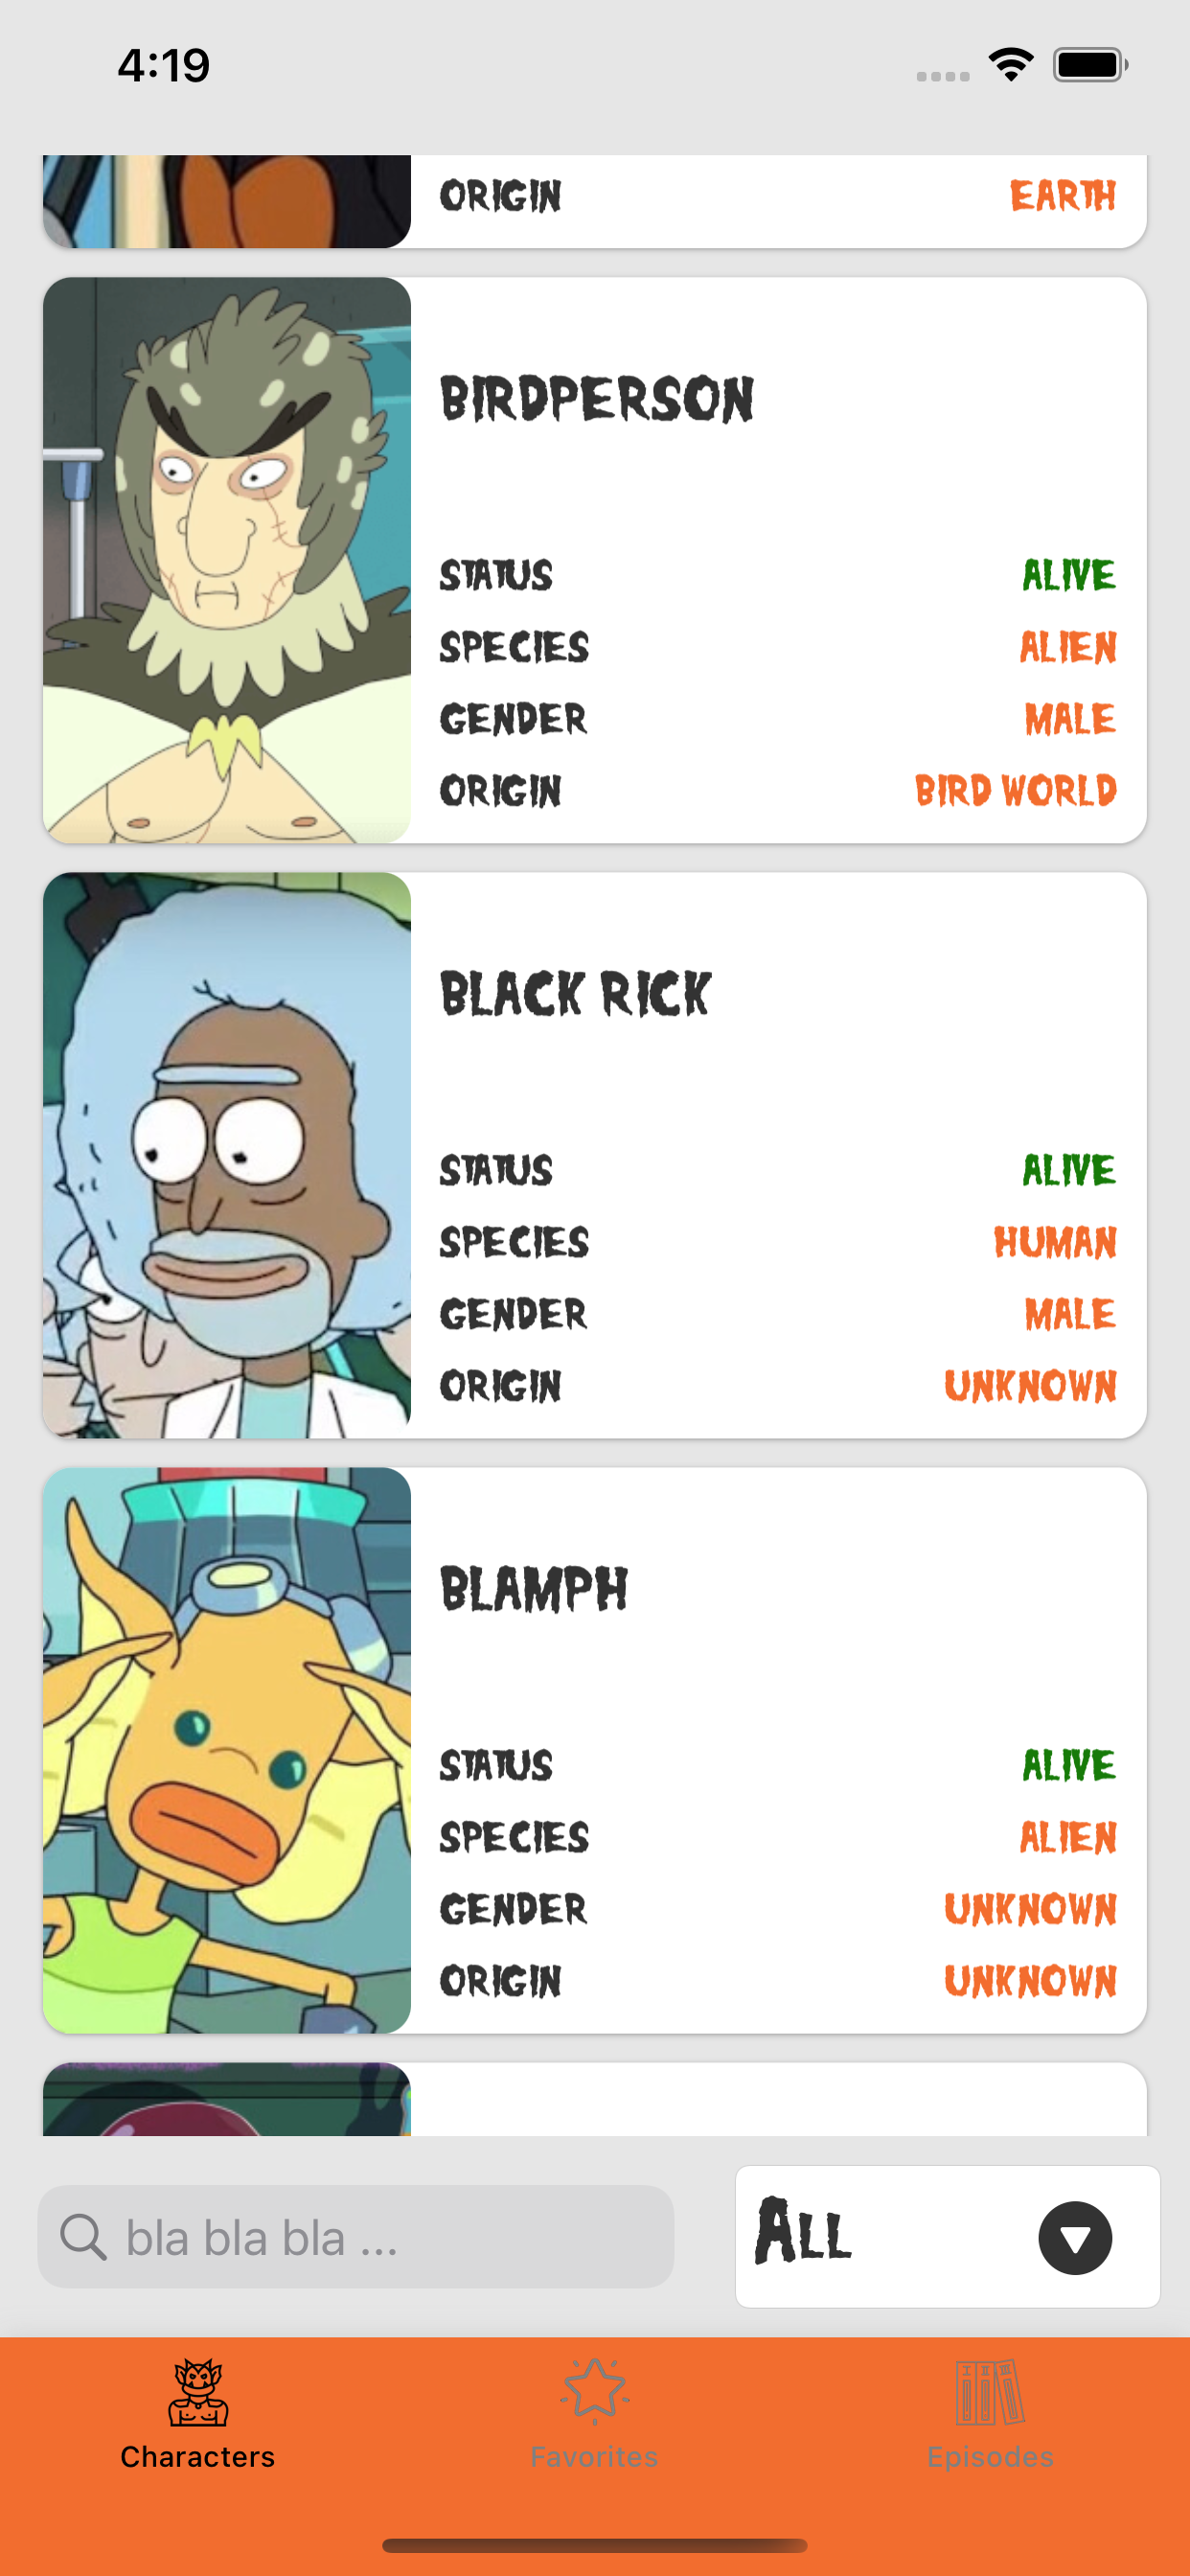 4:19
ORIGIN EARTH
BIRDPERSON
STATUS ALIVE
SPECIES ALIEN
GENDER MALE
ORIGIN BIRD WORLD
BLACK RICK
STATUS ALIVE
SPECIES HUMAN
GENDER MALE
ORIGIN UNKNOWN
BLAMPH
STATUS ALIVE
SPECIES ALIEN
GENDER UNKNOWN
ORIGIN UNKNOWN
bla bla bla ... ALL
Characters Favorites Episodes